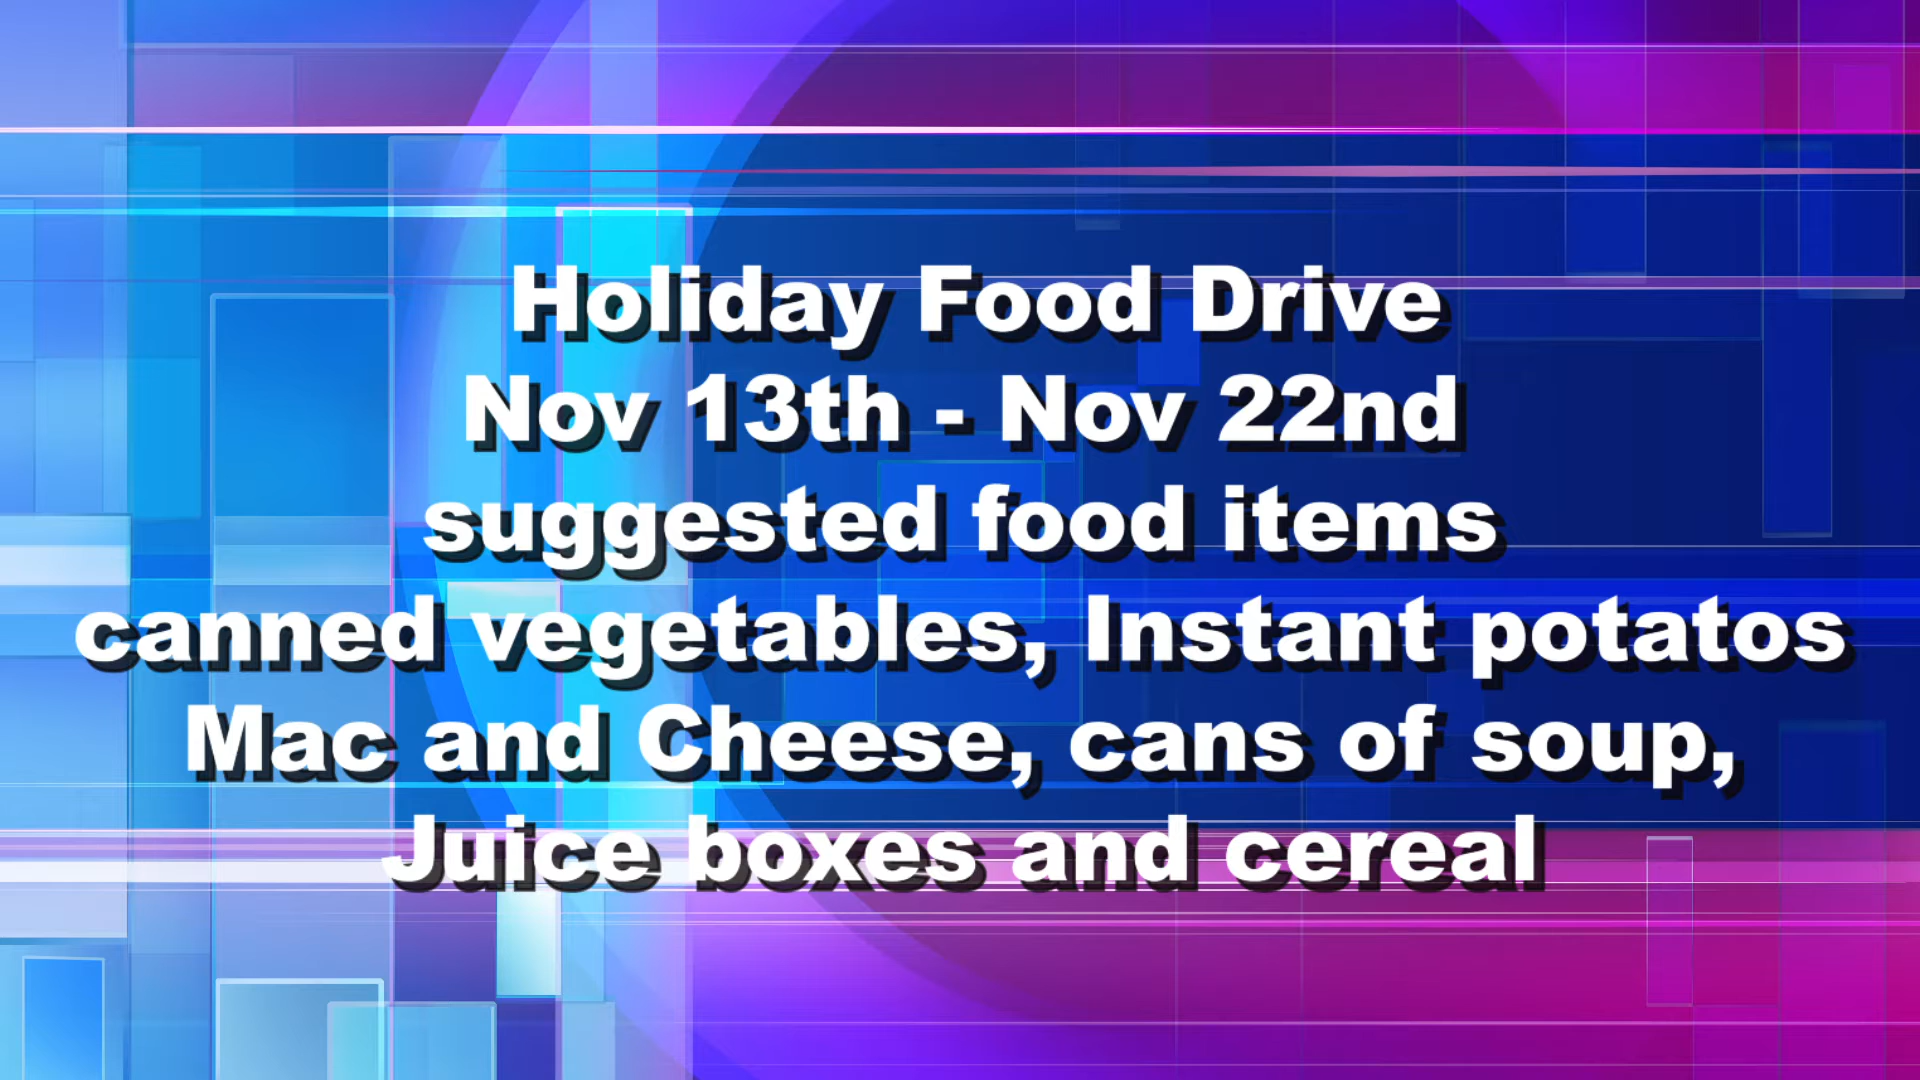 Holiday Food Drive
Nov 13th - Nov 22nd
suggested food items
canned vegetables, Instant potatos
Mac and Cheese, cans of soup,
Juice boxes and cereal